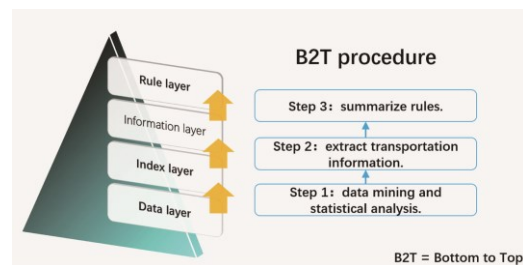 B2T procedure
Rule layer
Information layer
Index layer
Data layer
Step 3: summarize rules.
Step 2: extract transportation
information.
Step 1: data mining and
statistical analysis.
B2T = Bottom to Top